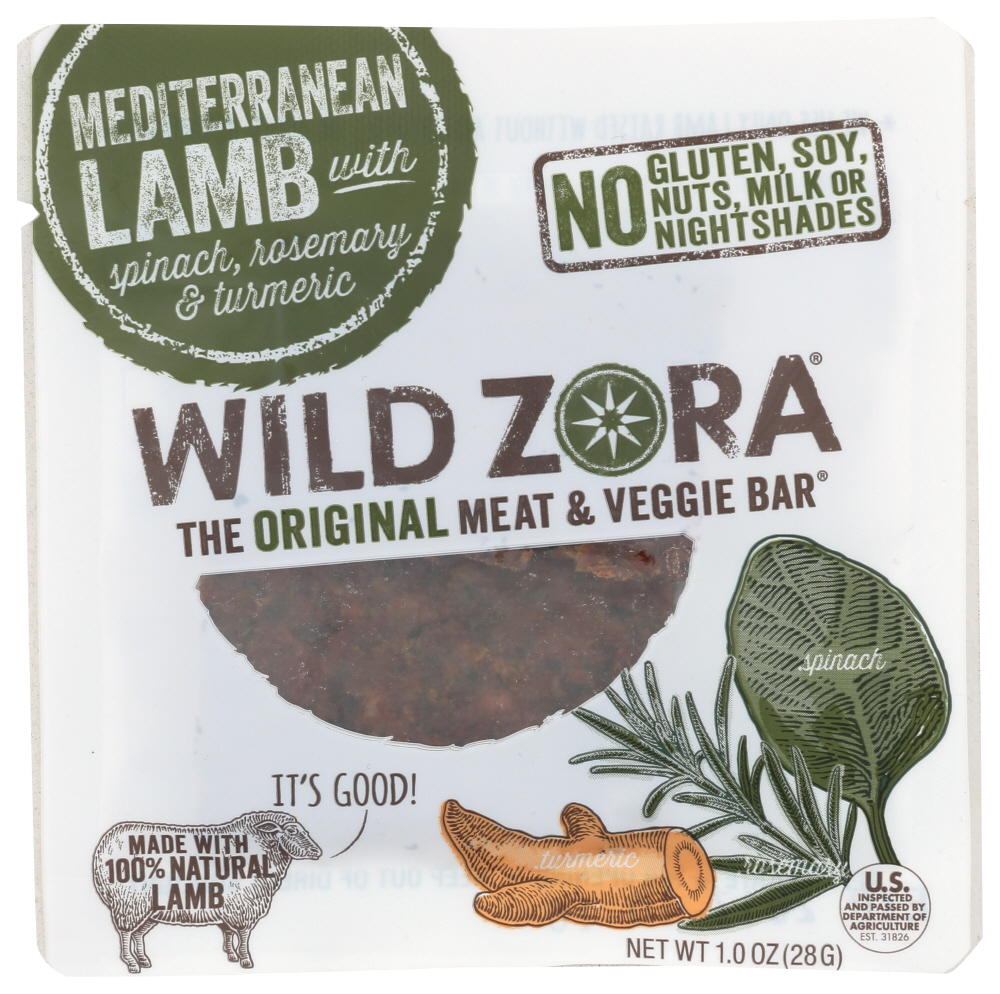 MEDITERRANEAN
LAMB with
spinach, rosemary
& turmeric
NO GLUTEN, SOY,
NUTS, MILK OR
NIGHTSHADES
WILD ZORA®
THE ORIGINAL MEAT & VEGGIE BAR®
spinach
IT'S GOOD!
MADE WITH
100% NATURAL
LAMB
turmeric
rosemary
U.S.
INSPECTED
AND PASSED BY
DEPARTMENT OF
AGRICULTURE
EST. 31826
NET WT 1.0 OZ (28G)